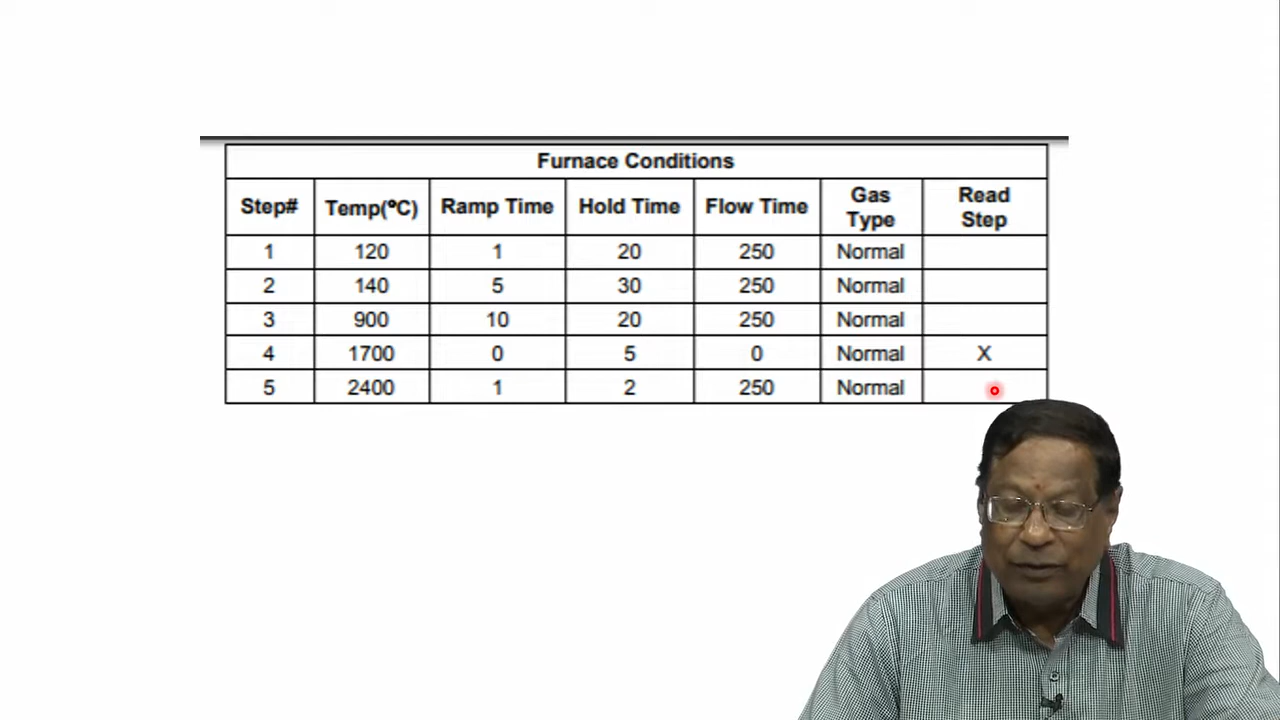 Furnace Conditions
Step# Temp(°C) Ramp Time Hold Time Flow Time Gas Type Read Step
1 120 1 20 250 Normal
2 140 5 30 250 Normal
3 900 10 20 250 Normal
4 1700 0 5 0 Normal X
5 2400 1 2 250 Normal